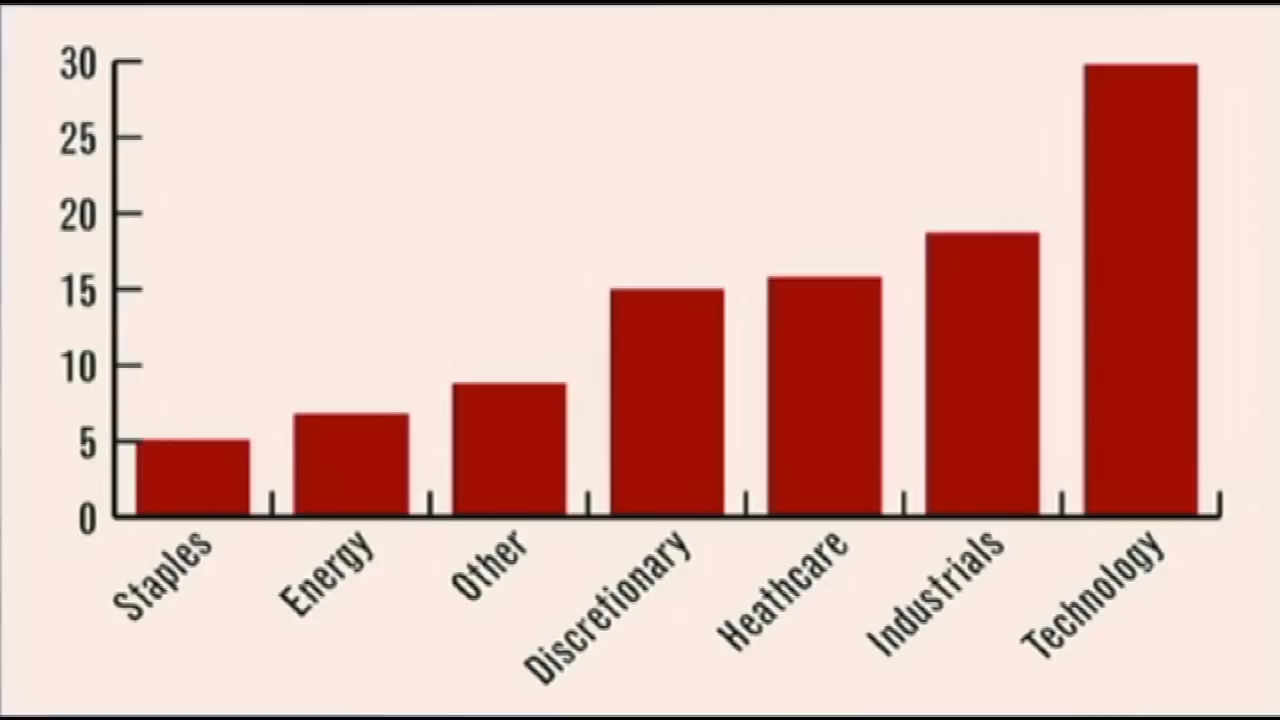 30
25
20
15
10
5
0
Staples
Energy
Other
Discretionary
Heathcare
Industrials
Technology